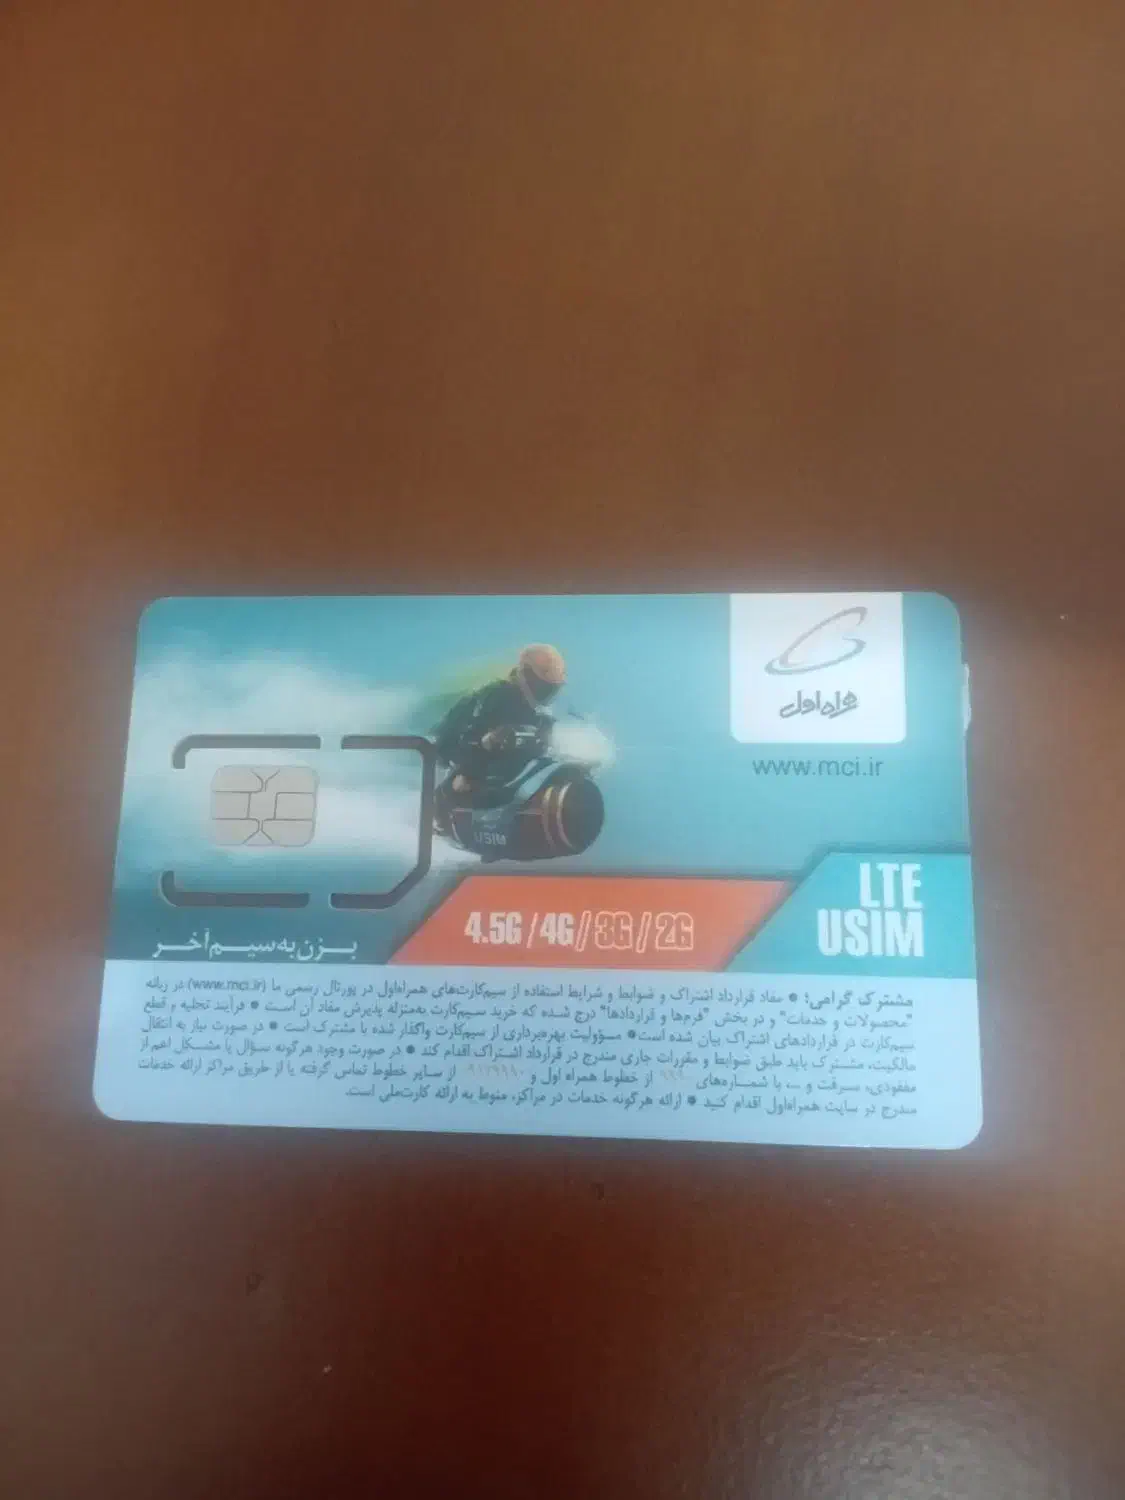 همراه اول
www.mci.ir
USIM
LTE
USIM
4.5G/4G/3G/2G
بزن به سیم آخر
مشترک گرامی؛ • مفاد قرارداد اشتراک و ضوابط و شرایط استفاده از سیم‌کارت‌های همراه‌اول در پورتال رسمی ما (www.mci.ir) در زبانه
"محصولات و خدمات" و در بخش "فرم‌ها و قراردادها" درج شده که خرید سیم‌کارت به‌منزله پذیرش مفاد آن است • فرآیند تخلیه و قطع
سیم‌کارت در قراردادهای اشتراک بیان شده است • مسؤولیت بهره‌برداری از سیم‌کارت واگذار شده با مشترک است • در صورت نیاز به انتقال
مالکیت، مشترک باید طبق ضوابط و مقررات جاری مندرج در قرارداد اشتراک اقدام کند • در صورت وجود هرگونه سؤال یا مشکل اعم از
مفقودی، سرقت و ... با شماره‌های ۹۹۹۰ از خطوط همراه اول و ۰۹۱۲۹۹۹۰ از سایر خطوط تماس گرفته یا از طریق مراکز ارائه خدمات
مندرج در سایت همراه‌اول اقدام کنید • ارائه هرگونه خدمات در مراکز، منوط به ارائه کارت‌ملی است.